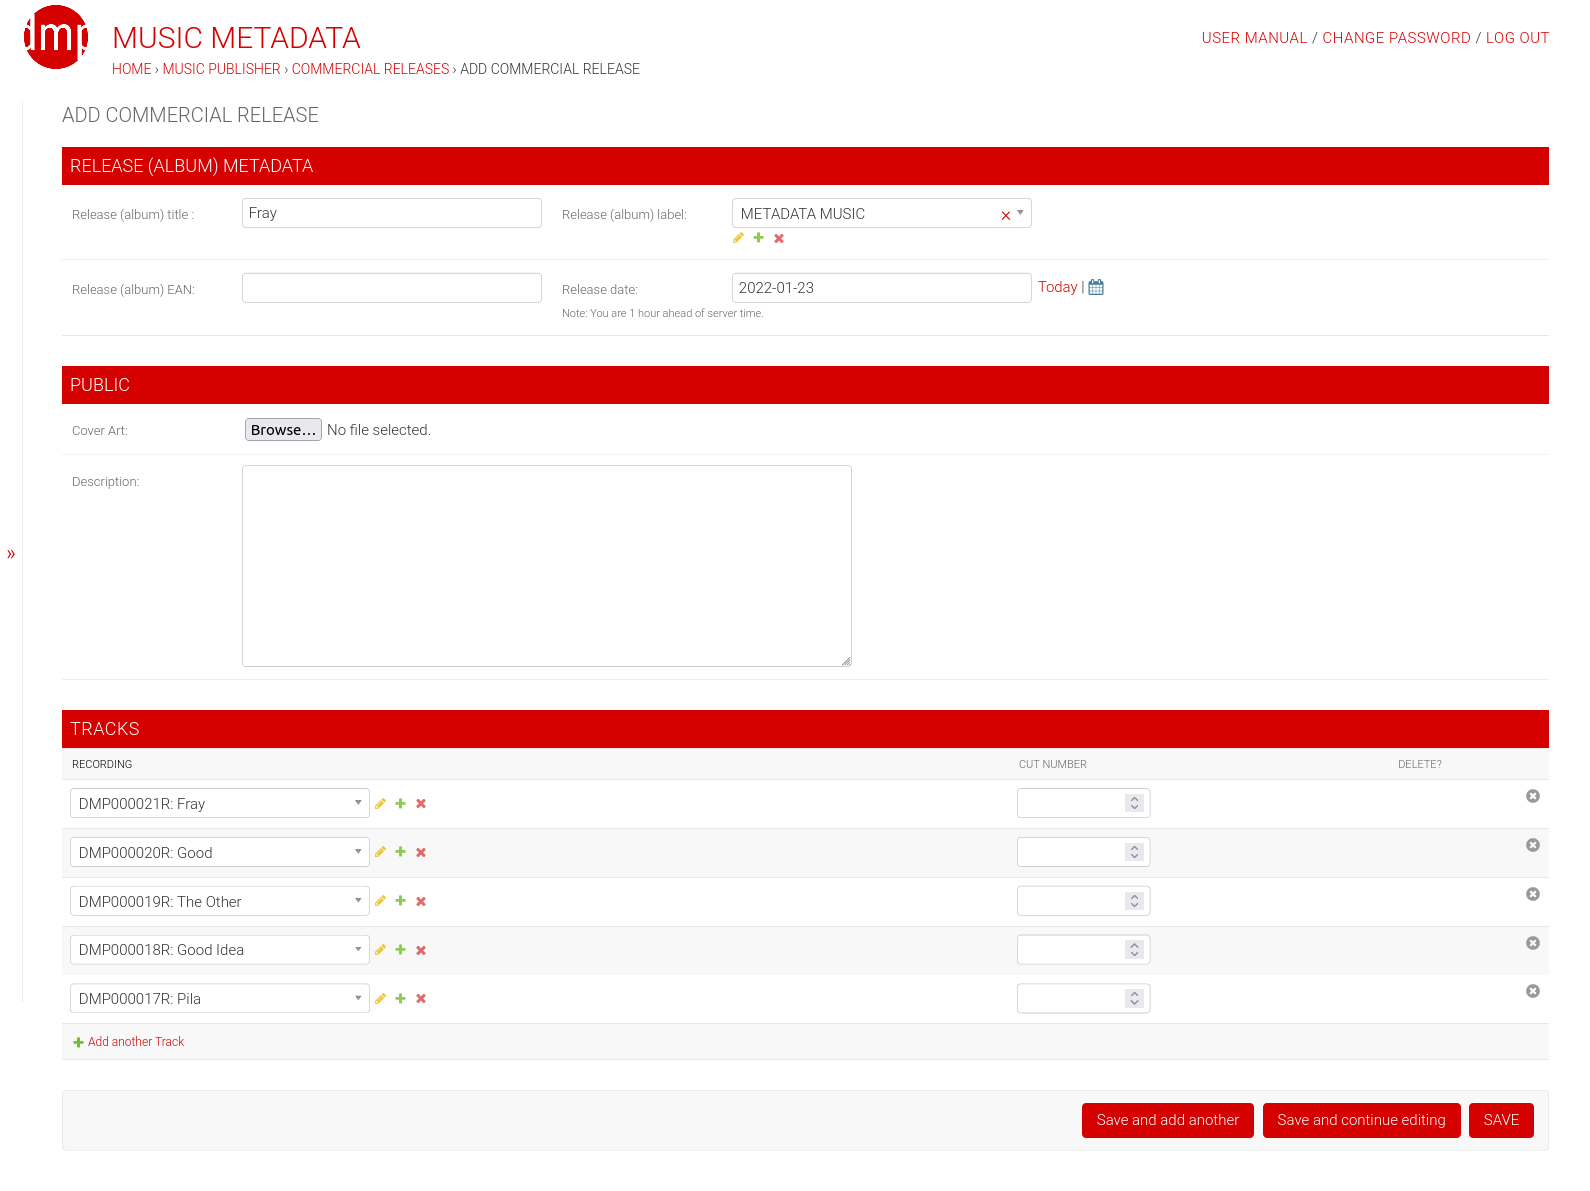 dmp
MUSIC METADATA
USER MANUAL / CHANGE PASSWORD / LOG OUT
HOME › MUSIC PUBLISHER › COMMERCIAL RELEASES › ADD COMMERCIAL RELEASE
ADD COMMERCIAL RELEASE
RELEASE (ALBUM) METADATA
Release (album) title : Fray Release (album) label: METADATA MUSIC
Release (album) EAN: Release date: 2022-01-23 Today |
Note: You are 1 hour ahead of server time.
PUBLIC
Cover Art: Browse... No file selected.
Description:
»
TRACKS
RECORDING CUT NUMBER DELETE?
DMP000021R: Fray
DMP000020R: Good
DMP000019R: The Other
DMP000018R: Good Idea
DMP000017R: Pila
Add another Track
Save and add another Save and continue editing SAVE